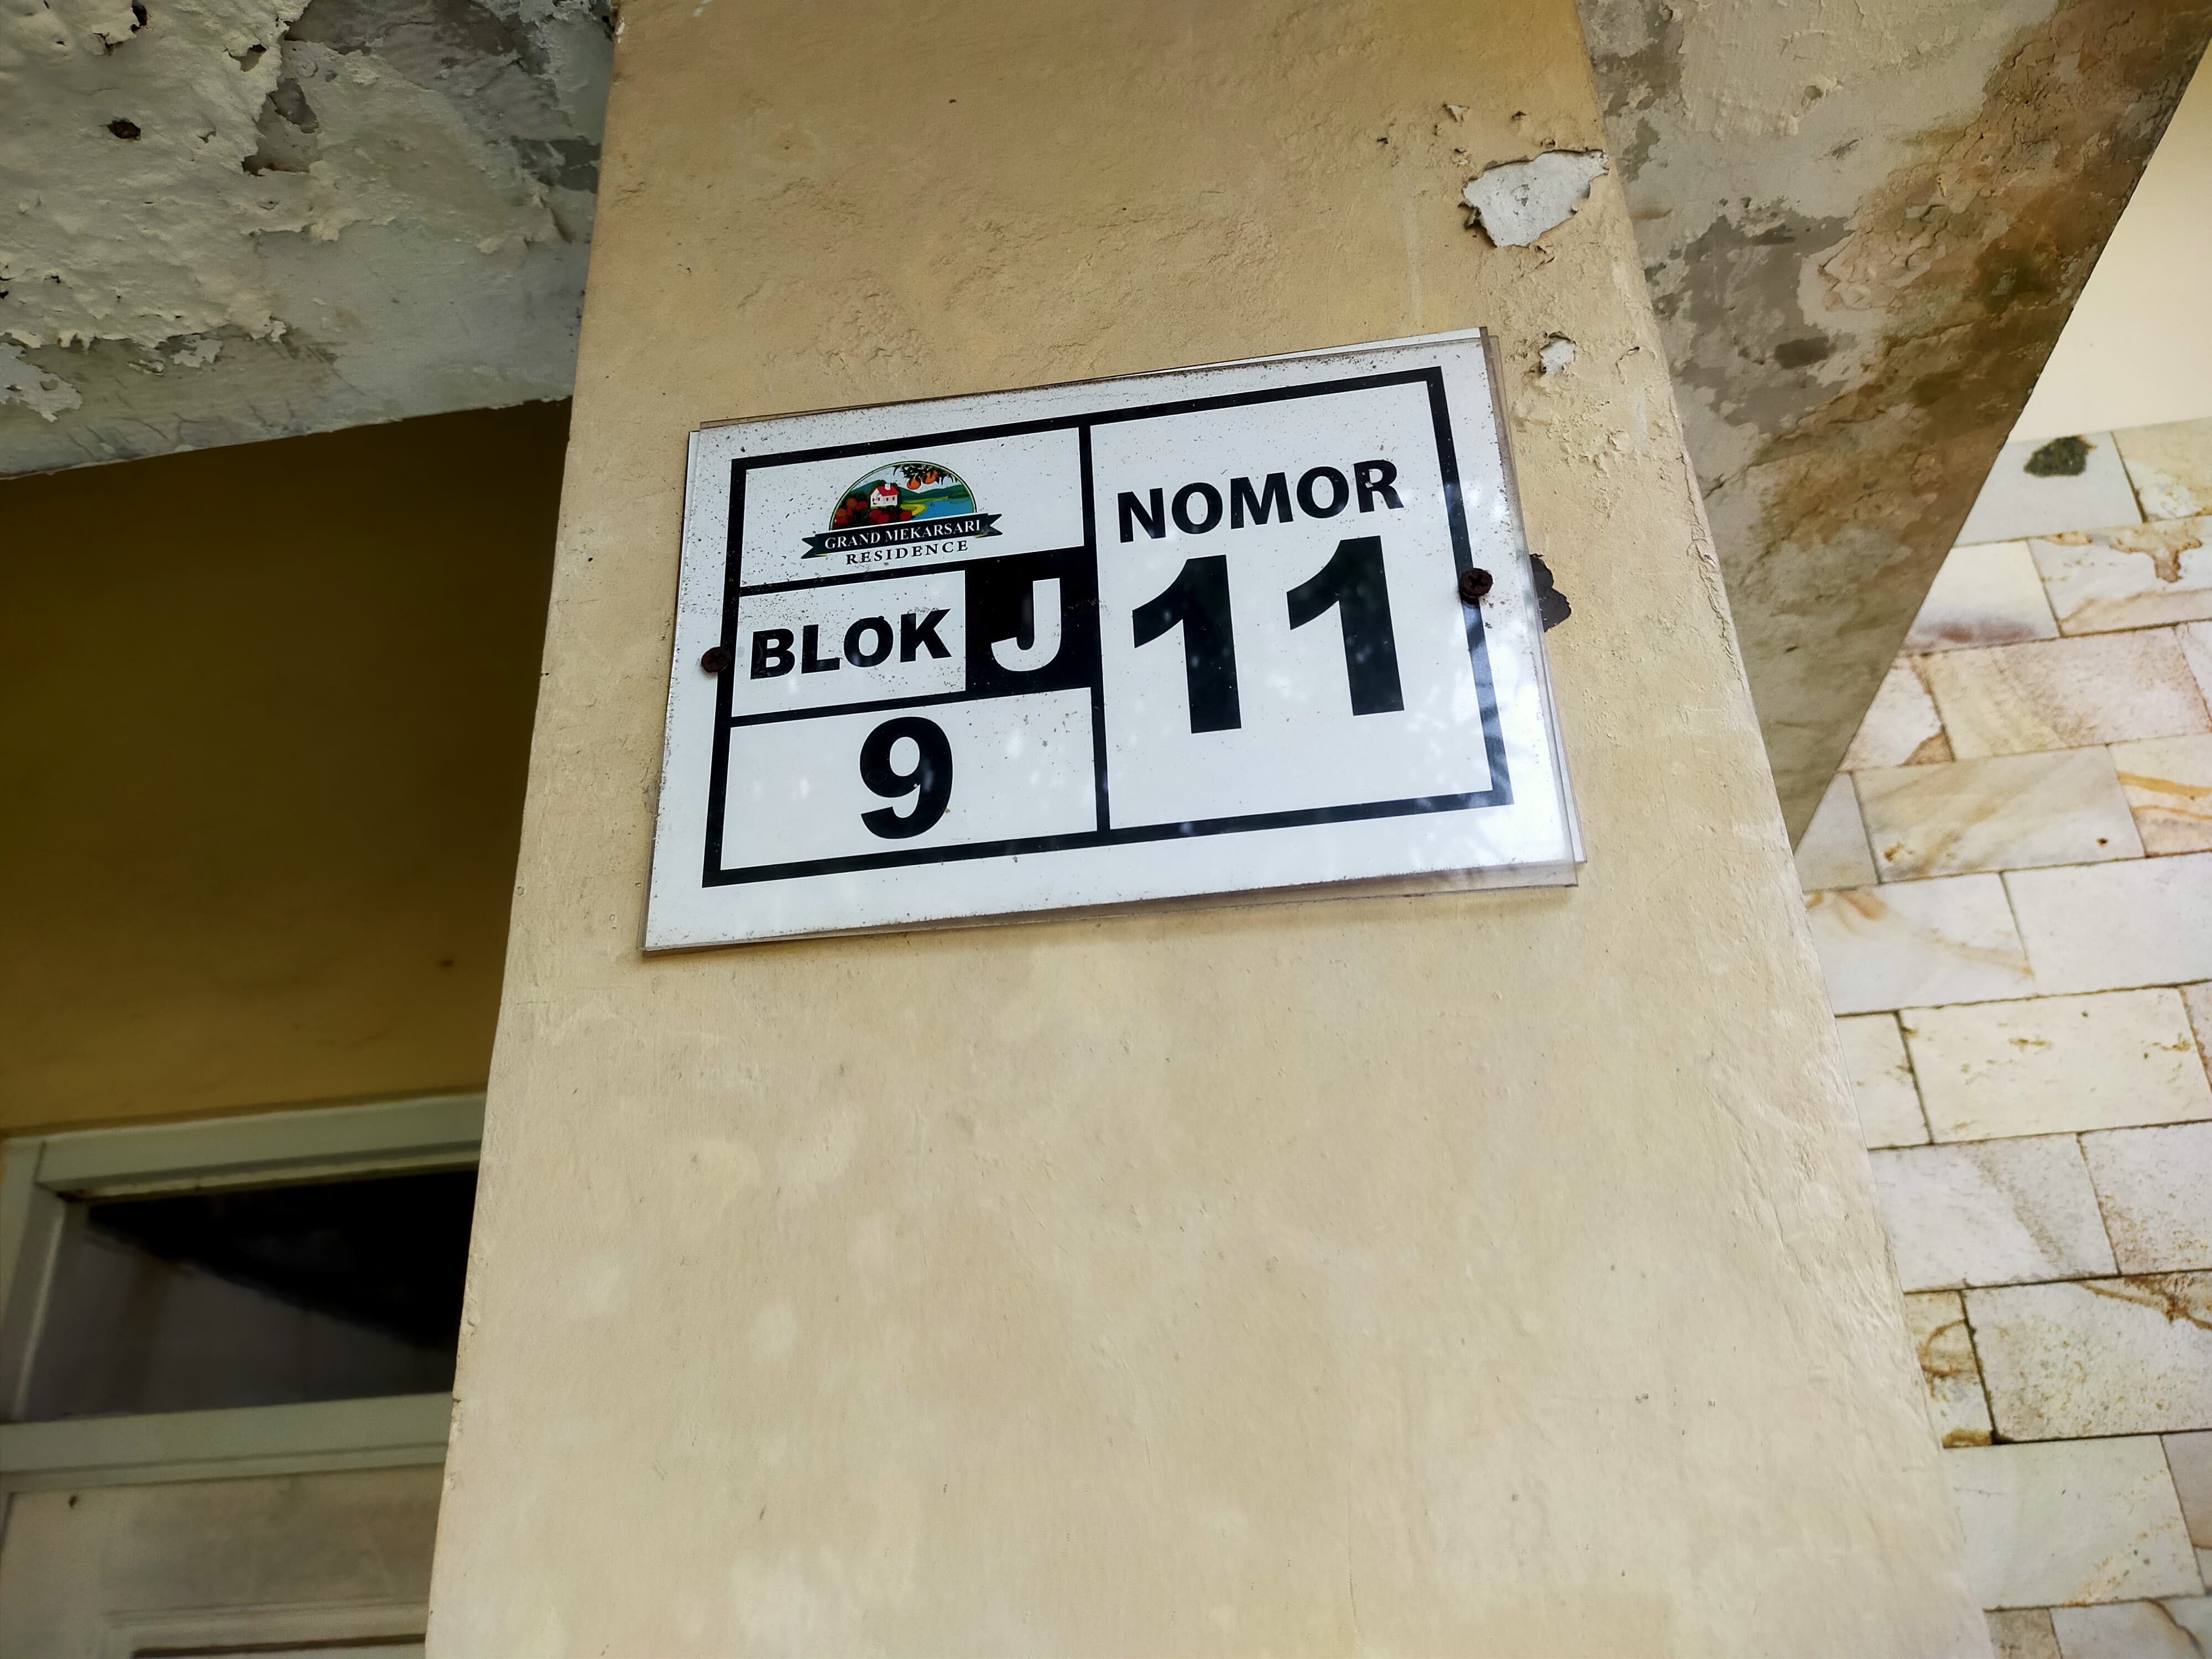 GRAND MEKARSARI
RESIDENCE
BLOK J
9
NOMOR
11